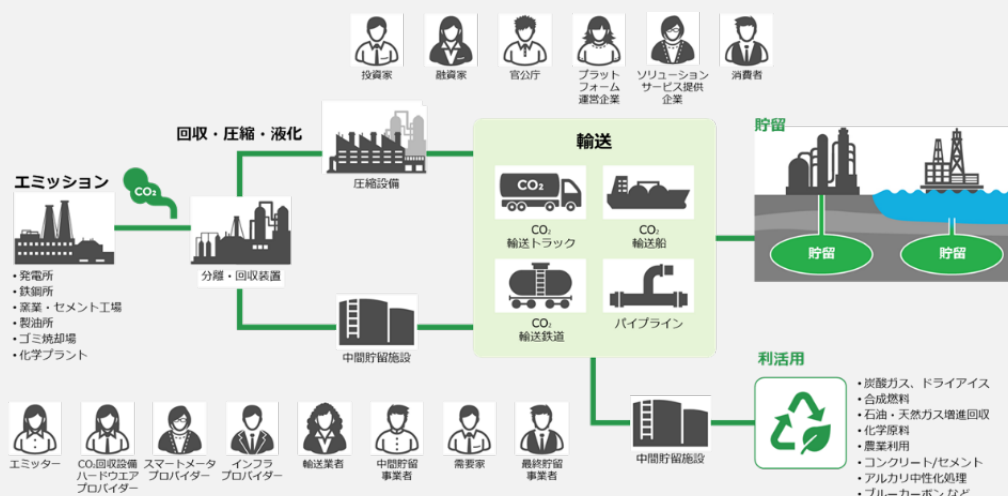 投資家
融資家
官公庁
プラット
フォーム
運営企業
ソリューション
サービス提供
企業
消費者
回収・圧縮・液化
圧縮設備
エミッション
CO₂
分離・回収装置
・発電所
・鉄鋼所
・窯業・セメント工場
・製油所
・ゴミ焼却場
・化学プラント
中間貯留施設
輸送
CO₂
CO₂
輸送トラック
CO₂
輸送船
CO₂
輸送鉄道
パイプライン
貯留
貯留
貯留
利活用
中間貯留施設
・炭酸ガス、ドライアイス
・合成燃料
・石油・天然ガス増進回収
・化学原料
・農業利用
・コンクリート/セメント
・アルカリ中性化処理
・ブルーカーボン など
エミッター
CO₂回収設備
ハードウエア
プロバイダー
スマートメータ
プロバイダー
インフラ
プロバイダー
輸送業者
中間貯留
事業者
需要家
最終貯留
事業者